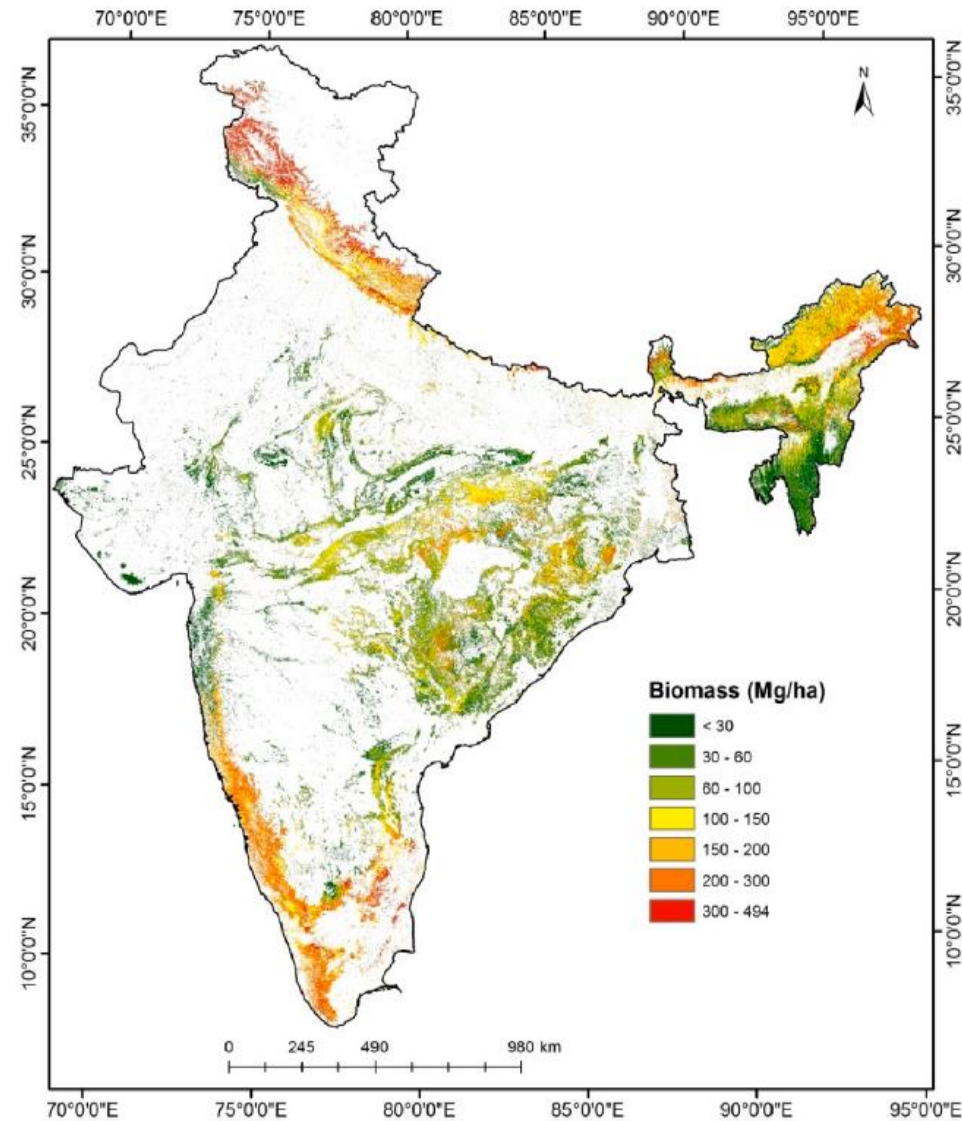 70°0'0"E 75°0'0"E 80°0'0"E 85°0'0"E 90°0'0"E 95°0'0"E
N
35°0'0"N
30°0'0"N
25°0'0"N
20°0'0"N
15°0'0"N
10°0'0"N
35°0'0"N
30°0'0"N
25°0'0"N
20°0'0"N
15°0'0"N
10°0'0"N
Biomass (Mg/ha)
< 30
30 - 60
60 - 100
100 - 150
150 - 200
200 - 300
300 - 494
0 245 490 980 km
70°0'0"E 75°0'0"E 80°0'0"E 85°0'0"E 90°0'0"E 95°0'0"E